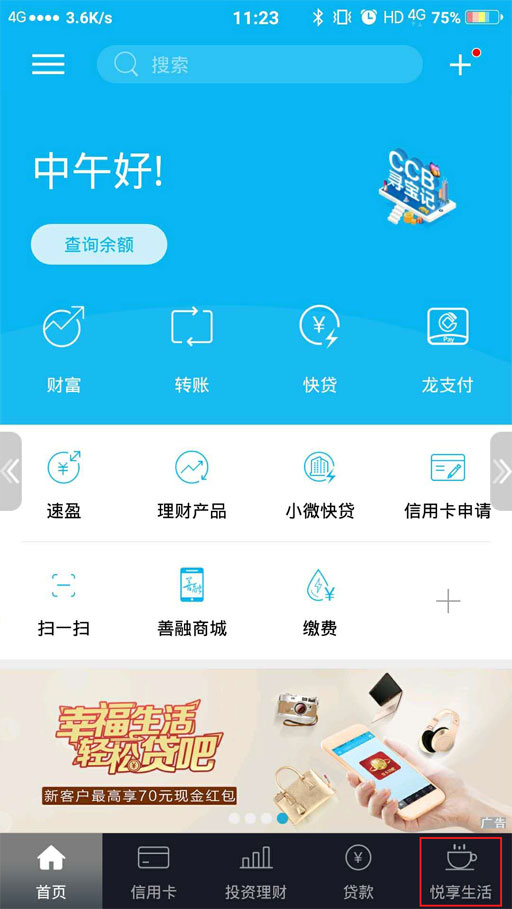 4G 3.6K/s 11:23 HD 4G 75%
搜索
中午好!
CCB
寻宝记
查询余额
财富 转账 快贷 龙支付
Pay
速盈 理财产品 小微快贷 信用卡申请
扫一扫 善融商城 缴费
幸福生活
轻松贷吧
新客户最高享70元现金红包
广告
首页 信用卡 投资理财 贷款 悦享生活